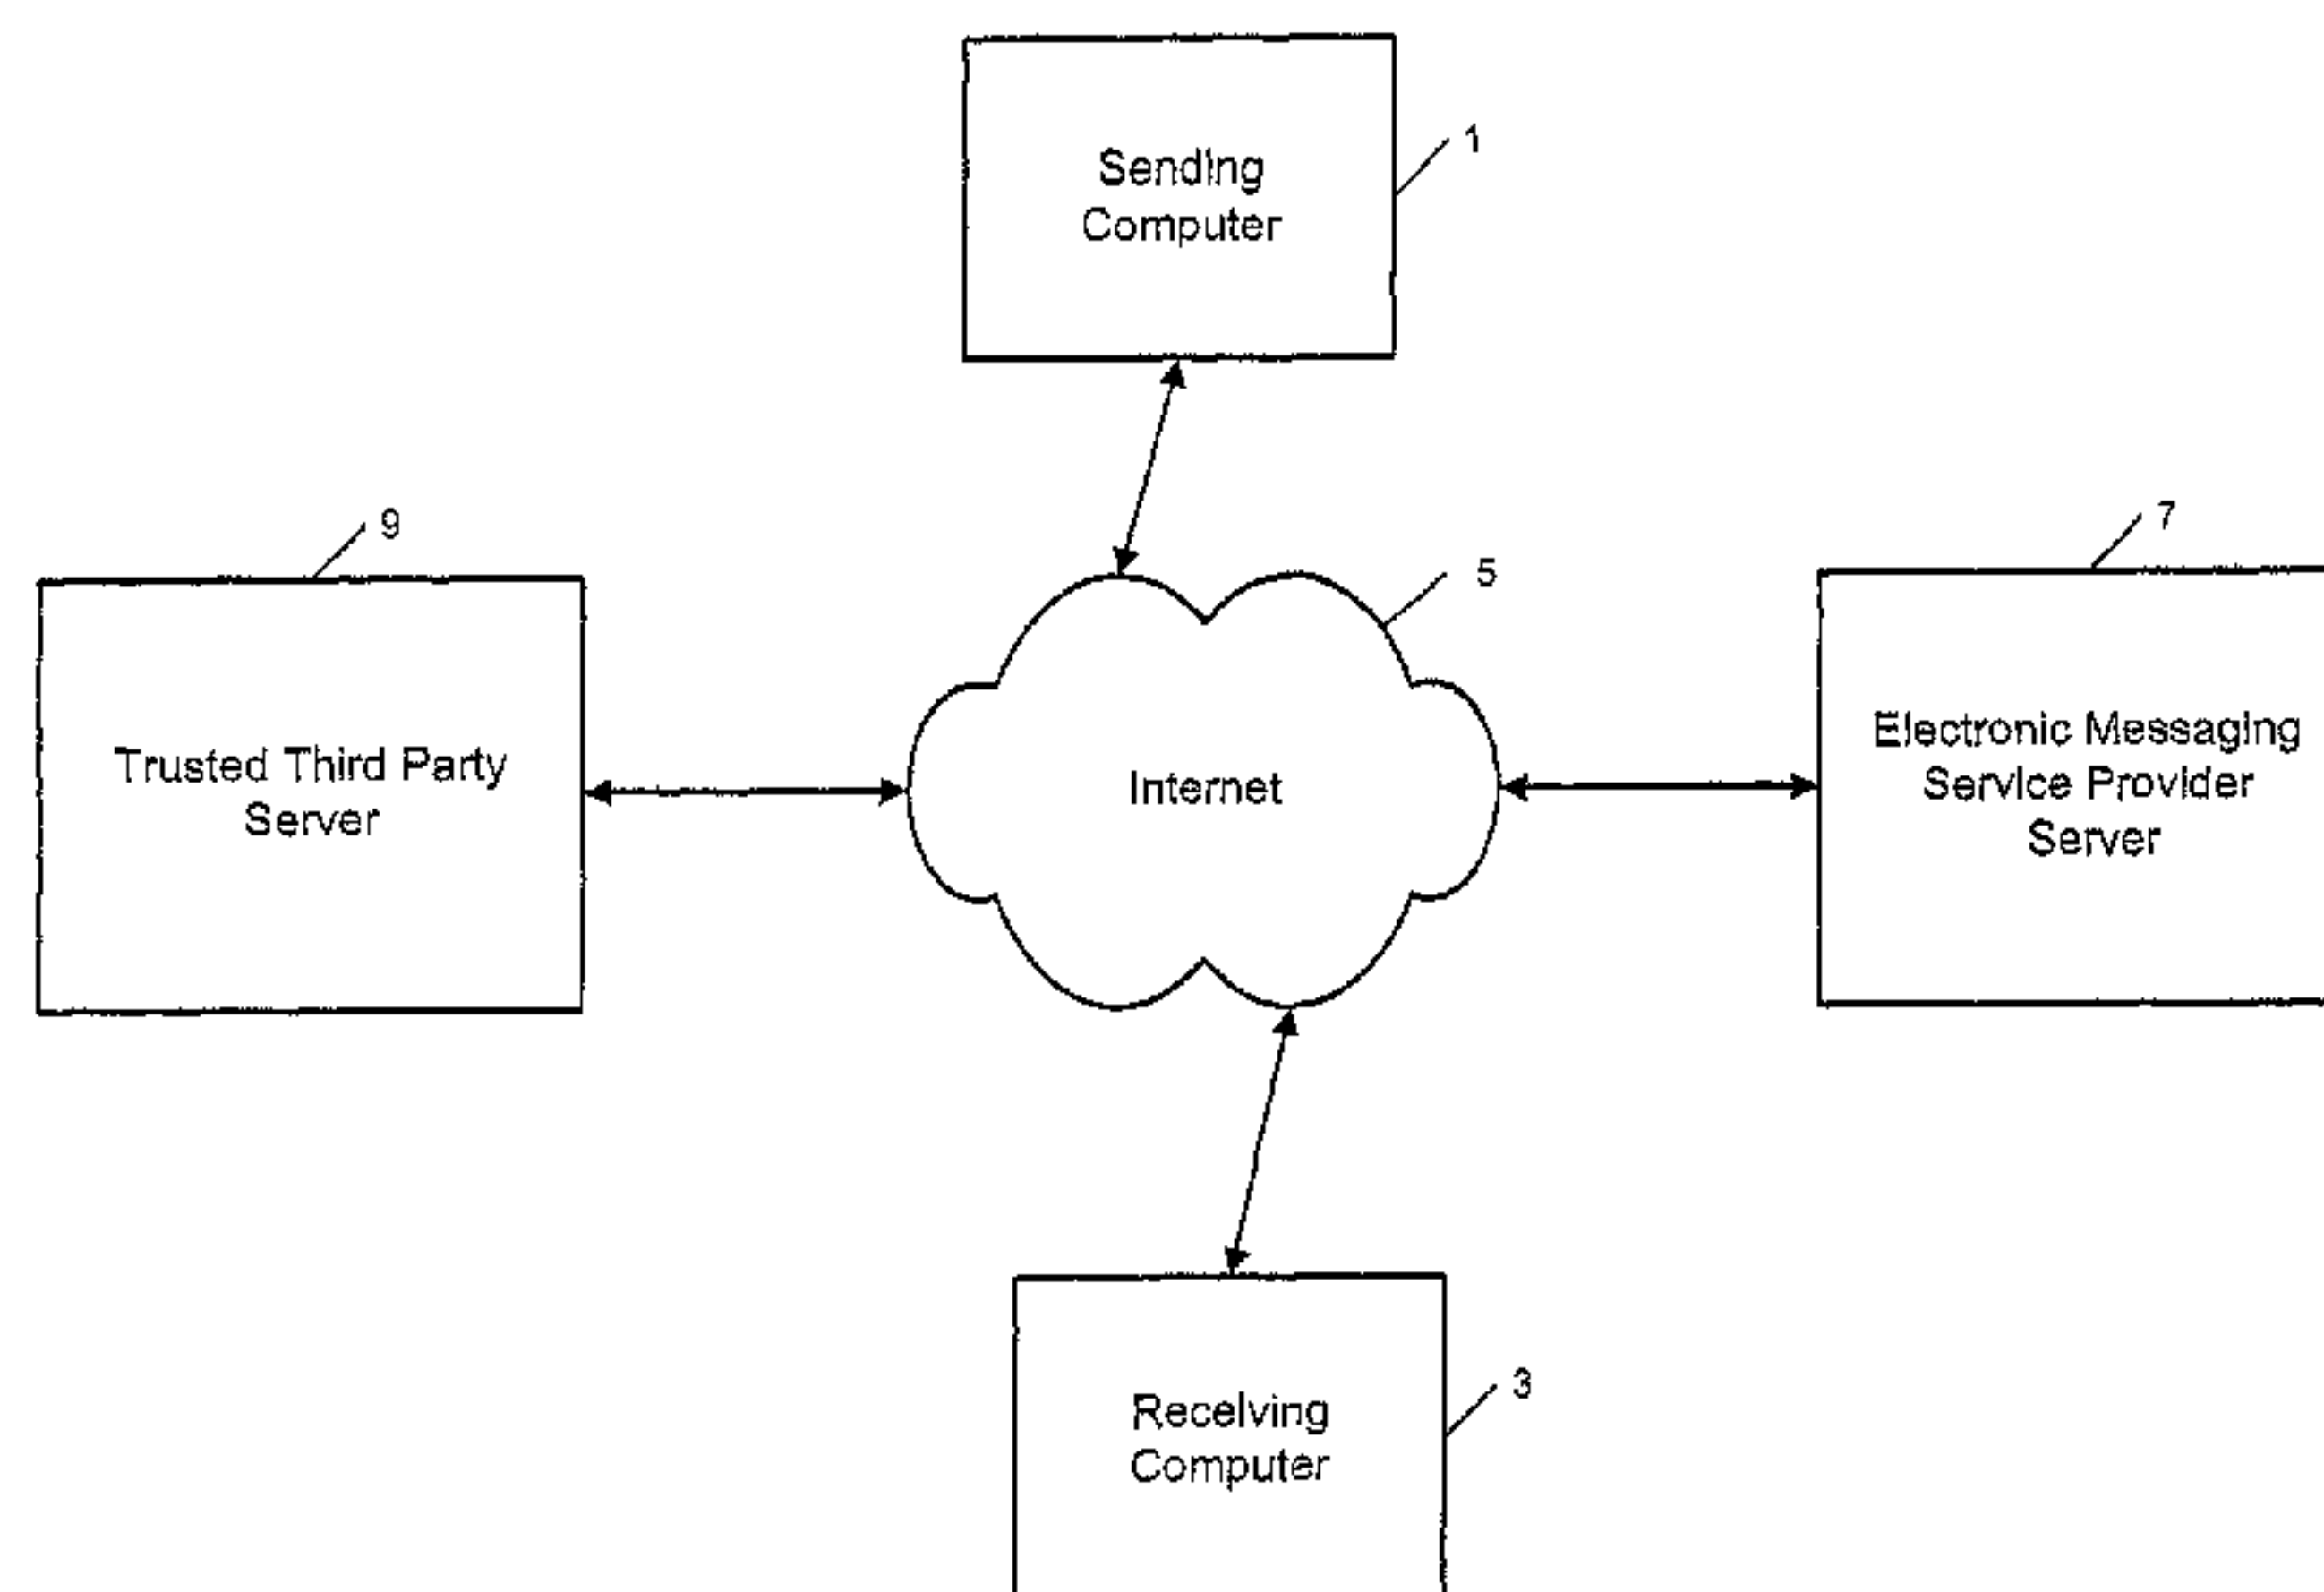 Sending
Computer
1
9
7
5
Trusted Third Party
Server
Internet
Electronic Messaging
Service Provider
Server
Receiving
Computer
3